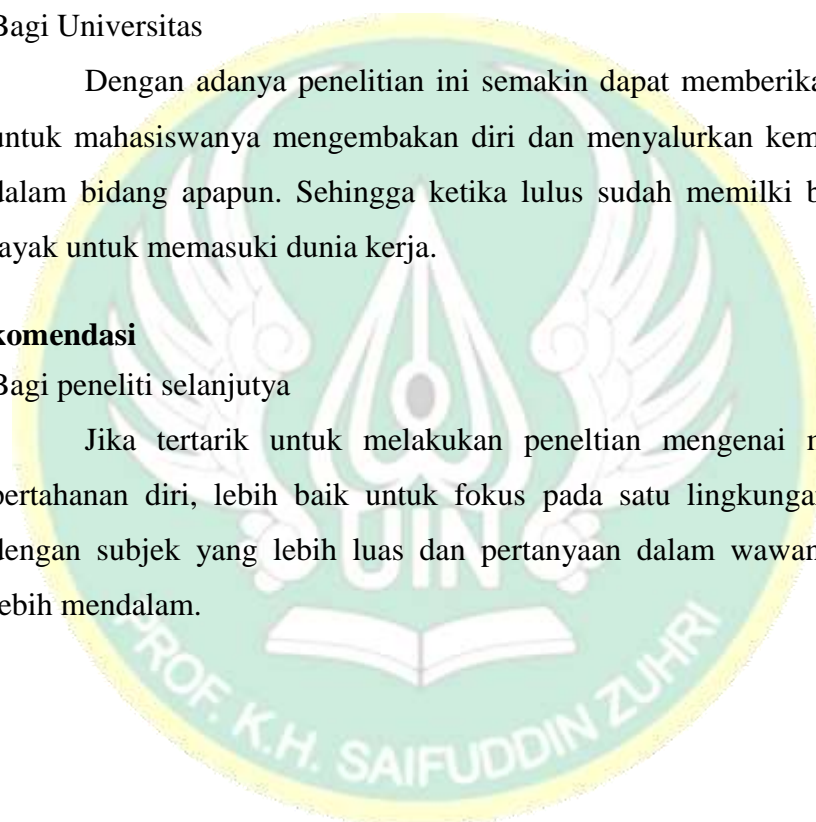 Bagi Universitas
Dengan adanya penelitian ini semakin dapat memberika
untuk mahasiswanya mengembakan diri dan menyalurkan kem
dalam bidang apapun. Sehingga ketika lulus sudah memilki b
layak untuk memasuki dunia kerja.
komendasi
Bagi peneliti selanjutya
Jika tertarik untuk melakukan peneltian mengenai m
pertahanan diri, lebih baik untuk fokus pada satu lingkungan
dengan subjek yang lebih luas dan pertanyaan dalam wawan
lebih mendalam.
UIN
PROF. K.H. SAIFUDDIN ZUHRI